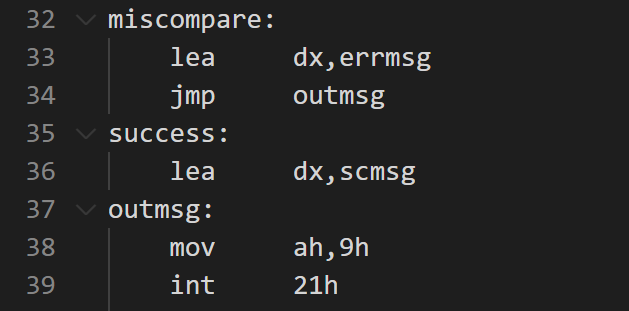 32 miscompare:
33 lea dx,errmsg
34 jmp outmsg
35 success:
36 lea dx,scmsg
37 outmsg:
38 mov ah,9h
39 int 21h